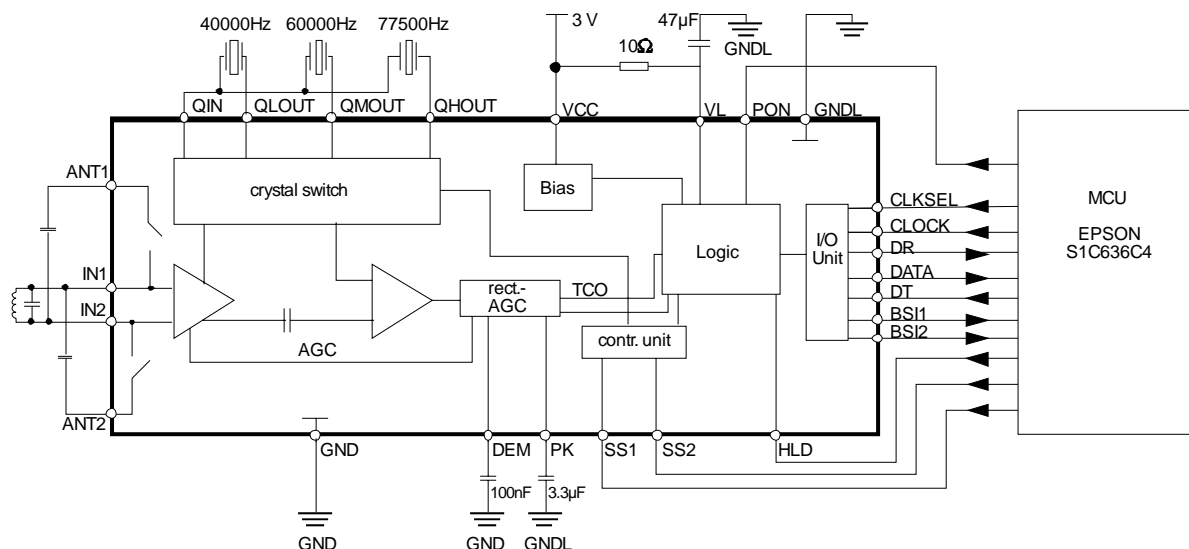 40000Hz
60000Hz
77500Hz
3 V
47µF
GNDL
10Ω
QIN
QLOUT
QMOUT
QHOUT
VCC
VL
PON
GNDL
ANT1
crystal switch
Bias
CLKSEL
MCU
CLOCK
EPSON
S1C636C4
Logic
I/O
Unit
DR
IN1
DATA
IN2
rect.-
AGC
TCO
DT
BSI1
BSI2
AGC
contr. unit
ANT2
GND
DEM
PK
SS1
SS2
HLD
100nF
3.3µF
GND
GND
GNDL